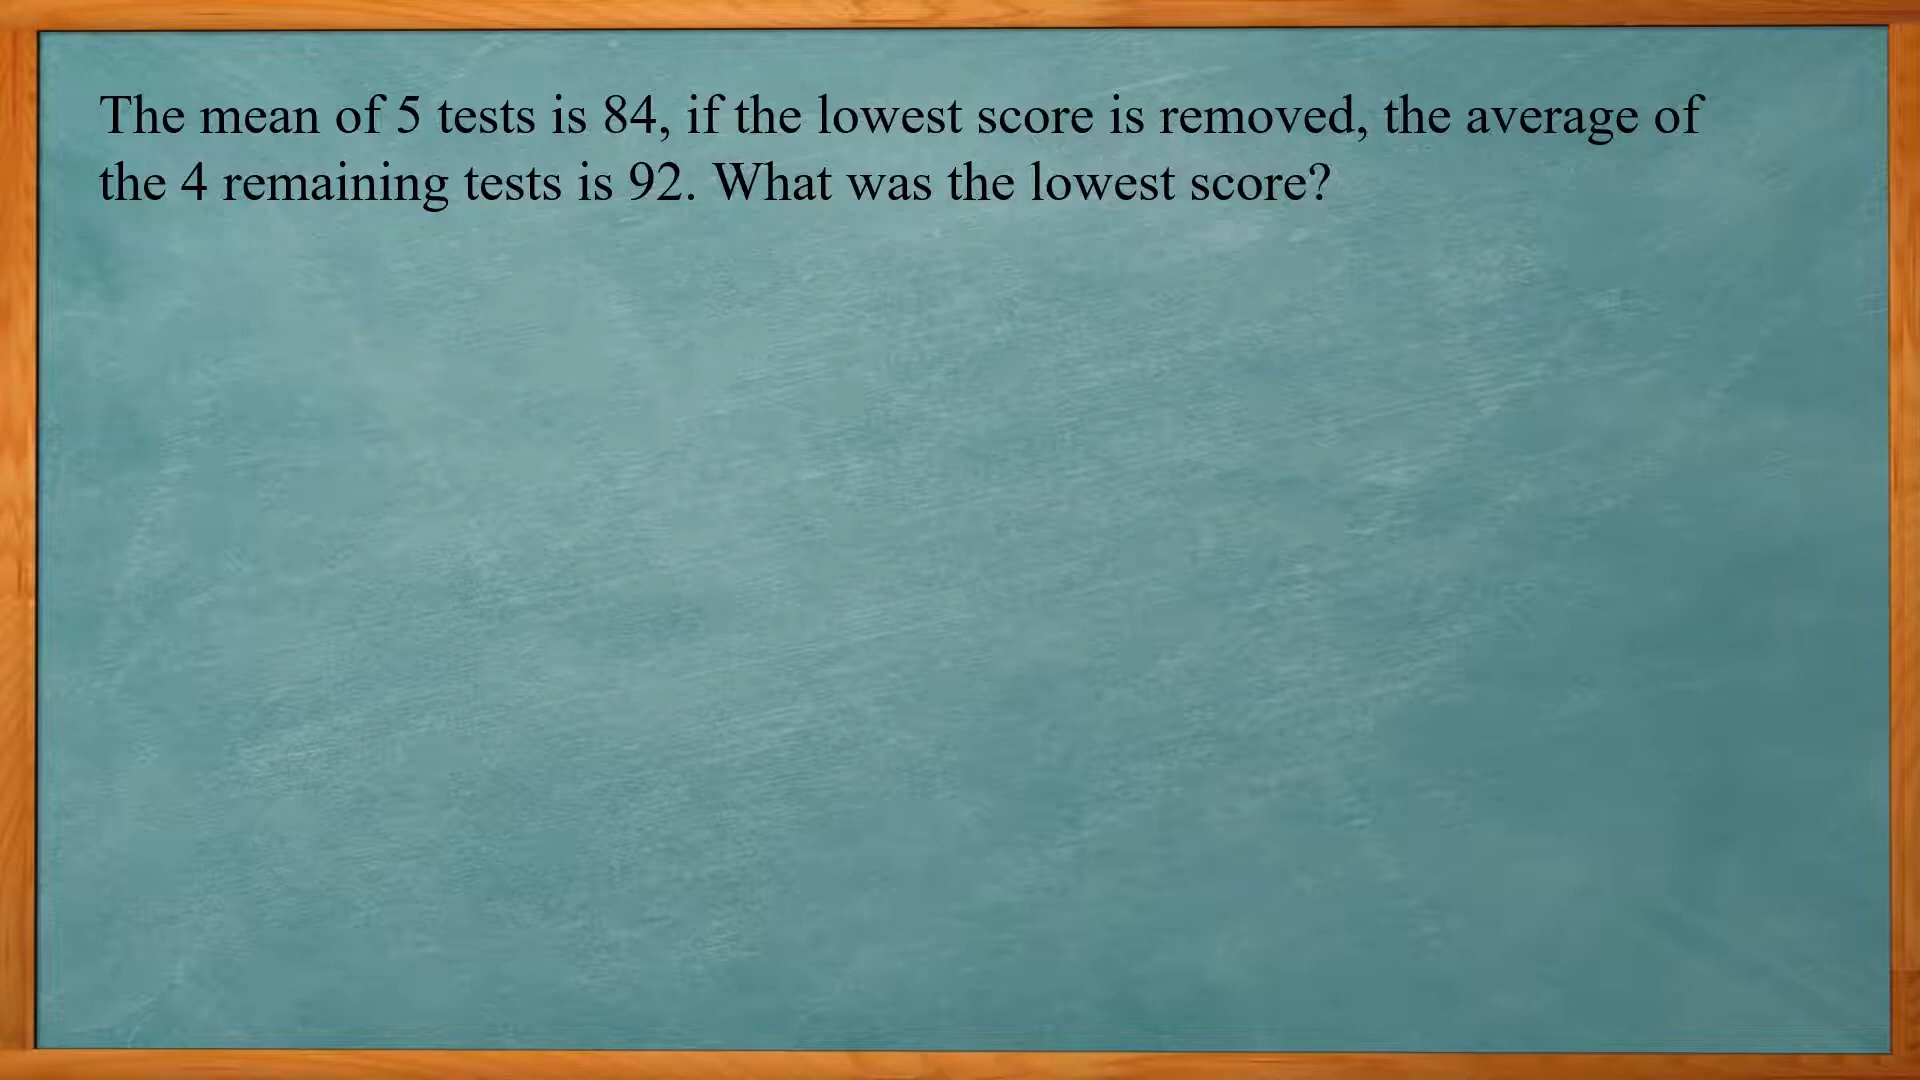 The mean of 5 tests is 84, if the lowest score is removed, the average of
the 4 remaining tests is 92. What was the lowest score?